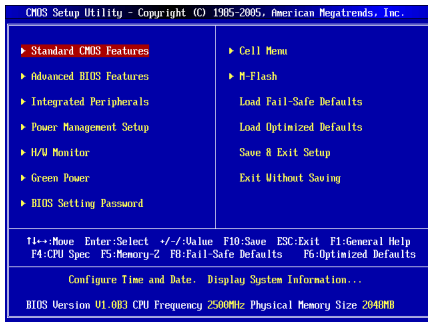 CMOS Setup Utility - Copyright (C) 1985-2005, American Megatrends, Inc.
Standard CMOS Features
Advanced BIOS Features
Integrated Peripherals
Power Management Setup
H/W Monitor
Green Power
BIOS Setting Password
Cell Menu
M-Flash
Load Fail-Safe Defaults
Load Optimized Defaults
Save & Exit Setup
Exit Without Saving
↑↓←→:Move Enter:Select +/-/:Value F10:Save ESC:Exit F1:General Help
F4:CPU Spec F5:Memory-Z F8:Fail-Safe Defaults F6:Optimized Defaults
Configure Time and Date. Display System Information...
BIOS Version V1.0B3 CPU Frequency 2500MHz Physical Memory Size 2048MB